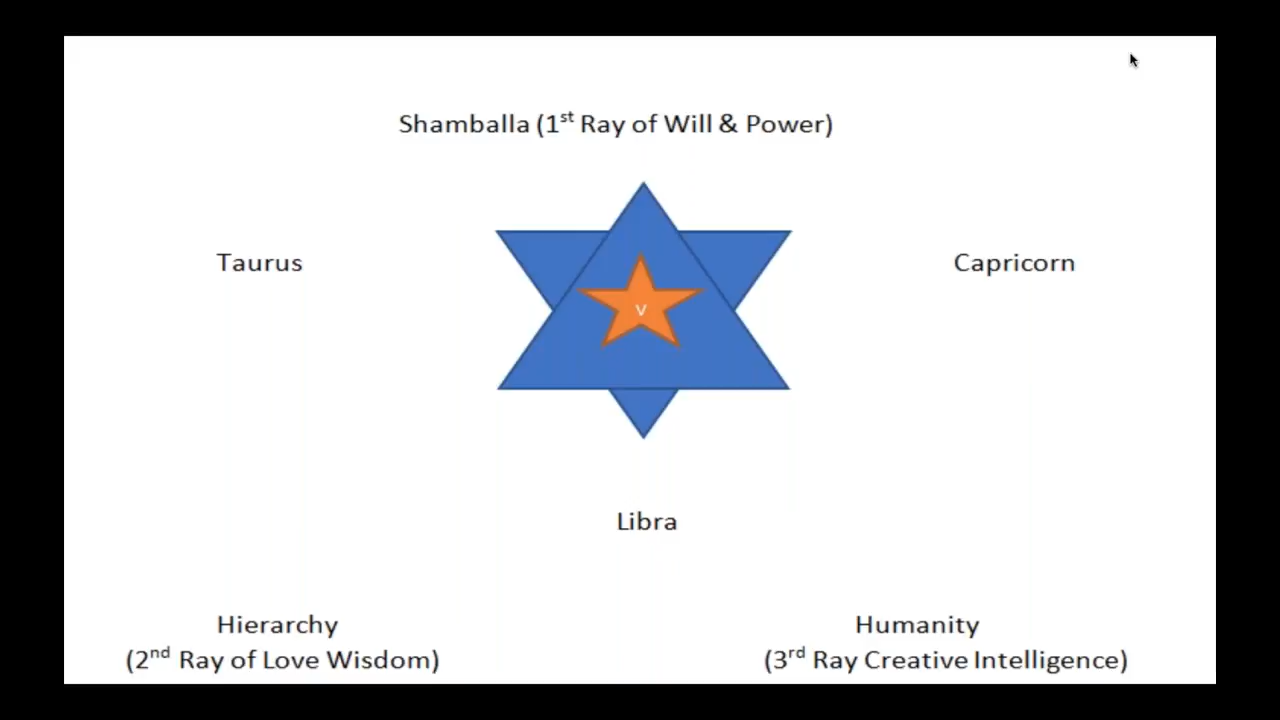 Shamballa (1st Ray of Will & Power)
Taurus
Capricorn
v
Libra
Hierarchy
(2nd Ray of Love Wisdom)
Humanity
(3rd Ray Creative Intelligence)